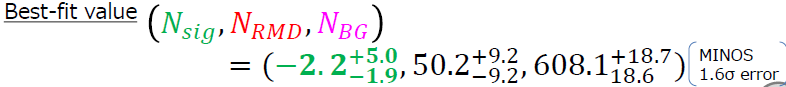 Best-fit value (N_sig, N_RMD, N_BG)
= (−2.2^{+5.0}_{−1.9}, 50.2^{+9.2}_{−9.2}, 608.1^{+18.7}_{18.6}) MINOS
1.6σ error